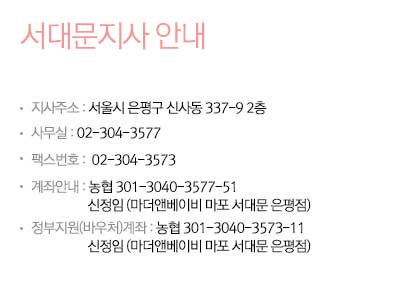 서대문지사 안내
• 지사주소 : 서울시 은평구 신사동 337-9 2층
• 사무실 : 02-304-3577
• 팩스번호 : 02-304-3573
• 계좌안내 : 농협 301-3040-3577-51
신정임 (마더앤베이비 마포 서대문 은평점)
• 정부지원(바우처)계좌 : 농협 301-3040-3573-11
신정임 (마더앤베이비 마포 서대문 은평점)